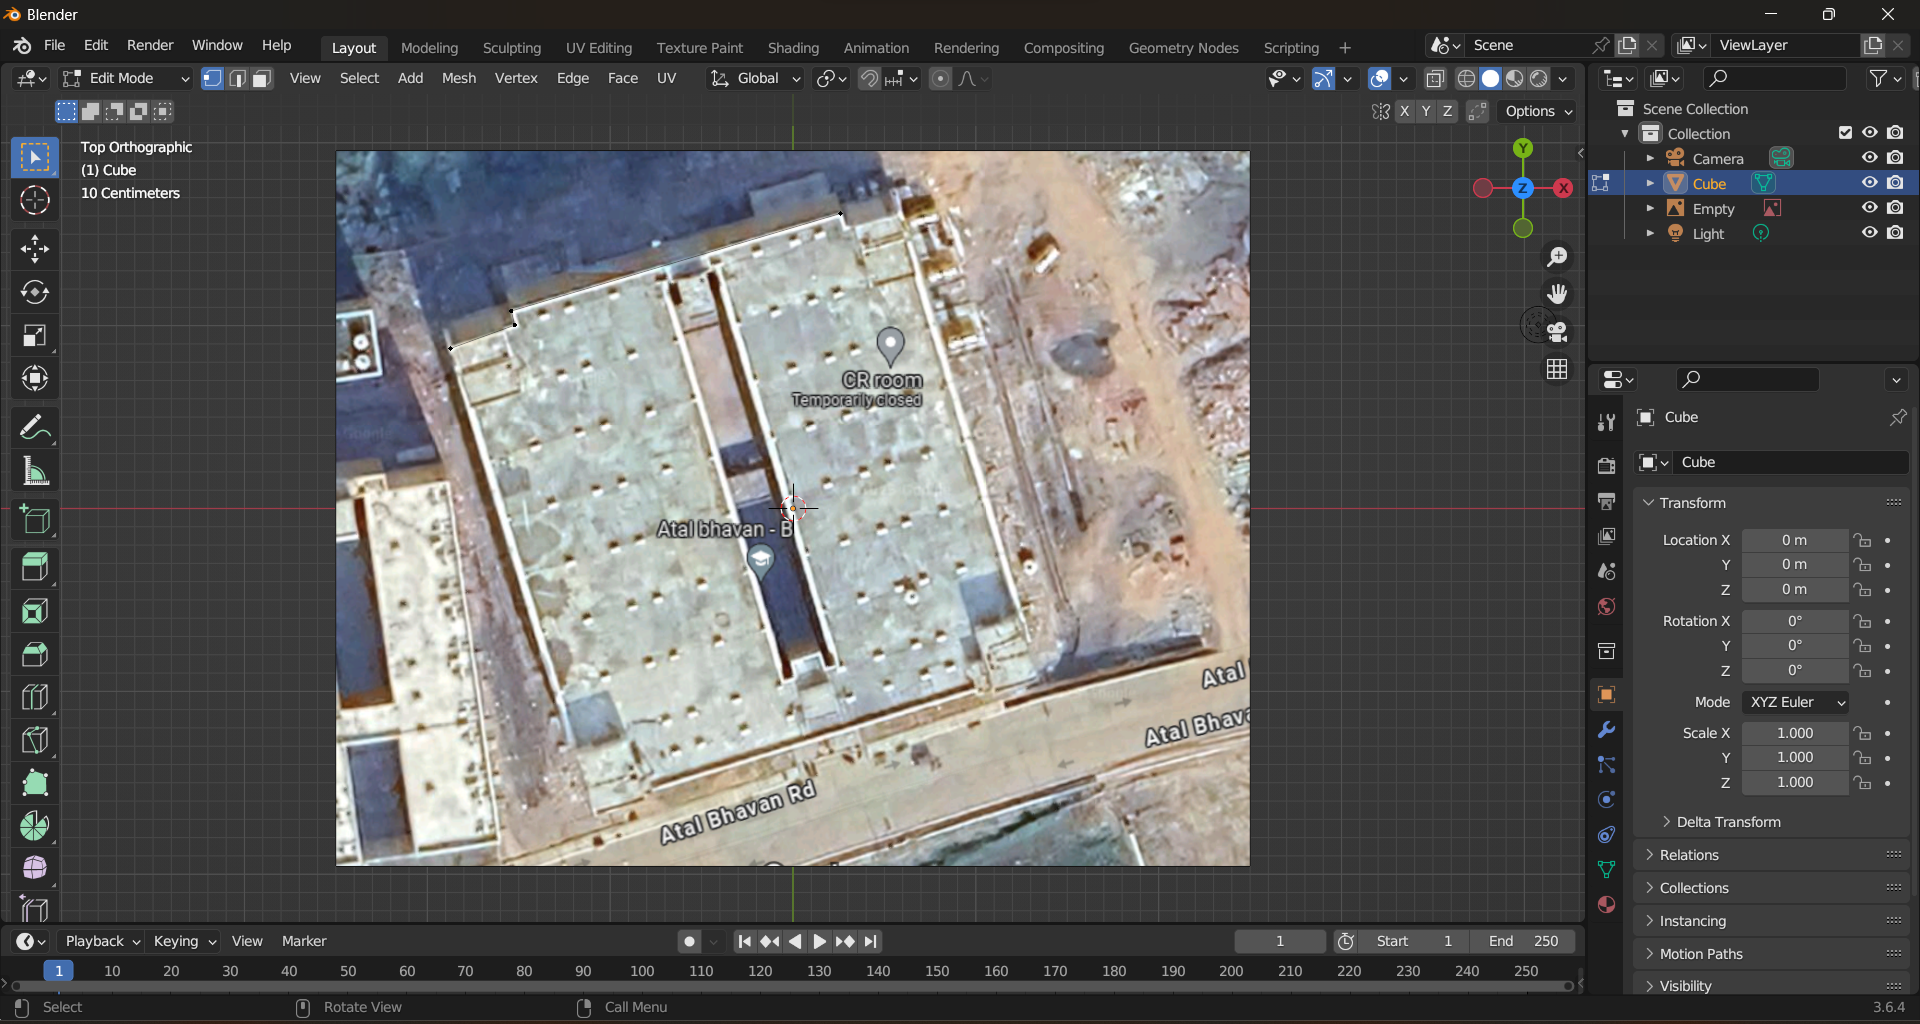 Blender
File Edit Render Window Help
Layout Modeling Sculpting UV Editing Texture Paint Shading Animation Rendering Compositing Geometry Nodes Scripting +
Scene
ViewLayer
Edit Mode
View Select Add Mesh Vertex Edge Face UV
Global
X Y Z
Options
Top Orthographic
(1) Cube
10 Centimeters
Y
Z
X
CR room
Temporarily closed
Atal bhavan - B
Atal Bhavan Rd
Atal
Atal Bhava
Scene Collection
Collection
Camera
Cube
Empty
Light
Cube
Cube
Transform
Location X 0 m
Y 0 m
Z 0 m
Rotation X 0°
Y 0°
Z 0°
Mode XYZ Euler
Scale X 1.000
Y 1.000
Z 1.000
Delta Transform
Relations
Collections
Instancing
Motion Paths
Visibility
Playback Keying View Marker
1
Start 1
End 250
1 10 20 30 40 50 60 70 80 90 100 110 120 130 140 150 160 170 180 190 200 210 220 230 240 250
Select
Rotate View
Call Menu
3.6.4